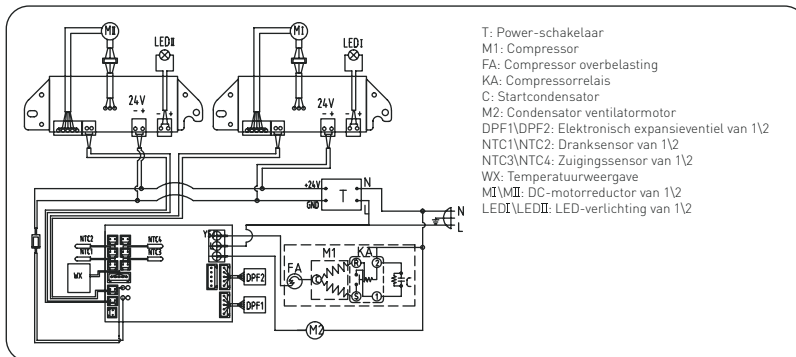 MⅡ
LEDⅡ
24V
- +
- +
MⅠ
LEDⅠ
24V
- +
- +
+24V
GND
T
N
L
N
L
NTC2
NTC4
NTC1
NTC3
WX
DPF2
DPF1
FA
M1
KA1
C
R
2
S
1
C
M2
T: Power-schakelaar
M1: Compressor
FA: Compressor overbelasting
KA: Compressorrelais
C: Startcondensator
M2: Condensator ventilatormotor
DPF1\DPF2: Elektronisch expansieventiel van 1\2
NTC1\NTC2: Dranksensor van 1\2
NTC3\NTC4: Zuigingssensor van 1\2
WX: Temperatuurweergave
MⅠ\MⅡ: DC-motorreductor van 1\2
LEDⅠ\LEDⅡ: LED-verlichting van 1\2